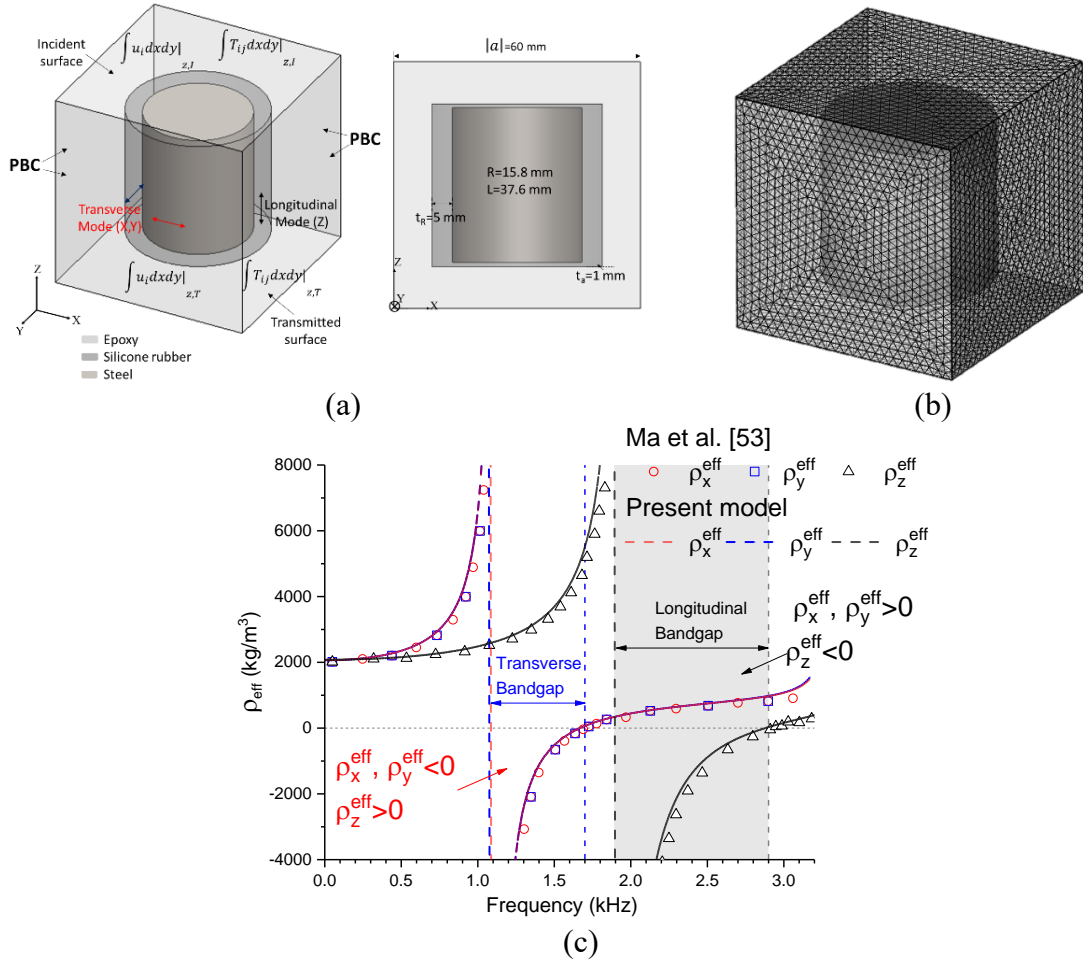 Incident
surface
∫ u_i dxdy|_{z,I}
∫ T_{ij} dxdy|_{z,I}
PBC
PBC
Transverse
Mode (X,Y)
Longitudinal
Mode (Z)
∫ u_i dxdy|_{z,T}
∫ T_{ij} dxdy|_{z,T}
Transmitted
surface
Z
X
Y
Epoxy
Silicone rubber
Steel
|a|=60 mm
R=15.8 mm
L=37.6 mm
t_R=5 mm
t_a=1 mm
Z
Y
X
(a)
(b)
Ma et al. [53]
ρ_x^eff ρ_y^eff ρ_z^eff
Present model
ρ_x^eff ρ_y^eff ρ_z^eff
ρ_eff (kg/m³)
8000
6000
4000
2000
0
-2000
-4000
Transverse
Bandgap
Longitudinal
Bandgap
ρ_x^eff, ρ_y^eff>0
ρ_z^eff<0
ρ_x^eff, ρ_y^eff<0
ρ_z^eff>0
0.0 0.5 1.0 1.5 2.0 2.5 3.0
Frequency (kHz)
(c)